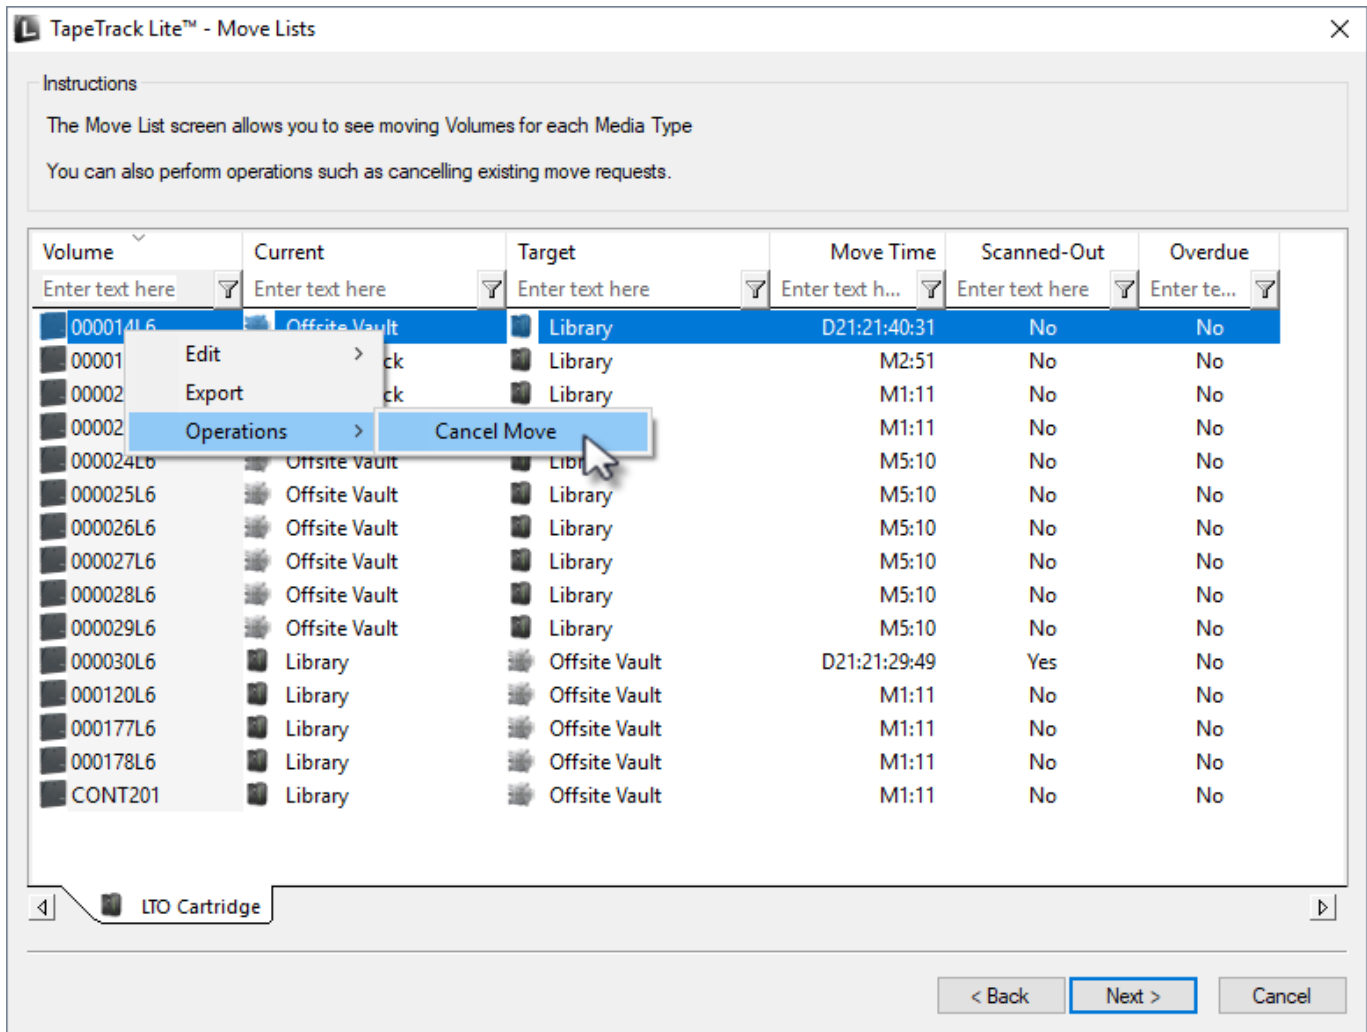 TapeTrack Lite™ - Move Lists
Instructions
The Move List screen allows you to see moving Volumes for each Media Type
You can also perform operations such as cancelling existing move requests.
Volume Current Target Move Time Scanned-Out Overdue
Enter text here Enter text here Enter text here Enter text h... Enter text here Enter te...
000014L6 Offsite Vault Library D21:21:40:31 No No
00001 ck Library M2:51 No No
00002 ck Library M1:11 No No
00002 M1:11 No No
000024L6 Offsite Vault M5:10 No No
000025L6 Offsite Vault Library M5:10 No No
000026L6 Offsite Vault Library M5:10 No No
000027L6 Offsite Vault Library M5:10 No No
000028L6 Offsite Vault Library M5:10 No No
000029L6 Offsite Vault Library M5:10 No No
000030L6 Library Offsite Vault D21:21:29:49 Yes No
000120L6 Library Offsite Vault M1:11 No No
000177L6 Library Offsite Vault M1:11 No No
000178L6 Library Offsite Vault M1:11 No No
CONT201 Library Offsite Vault M1:11 No No
Edit >
Export
Operations >
Cancel Move
LTO Cartridge
< Back Next > Cancel